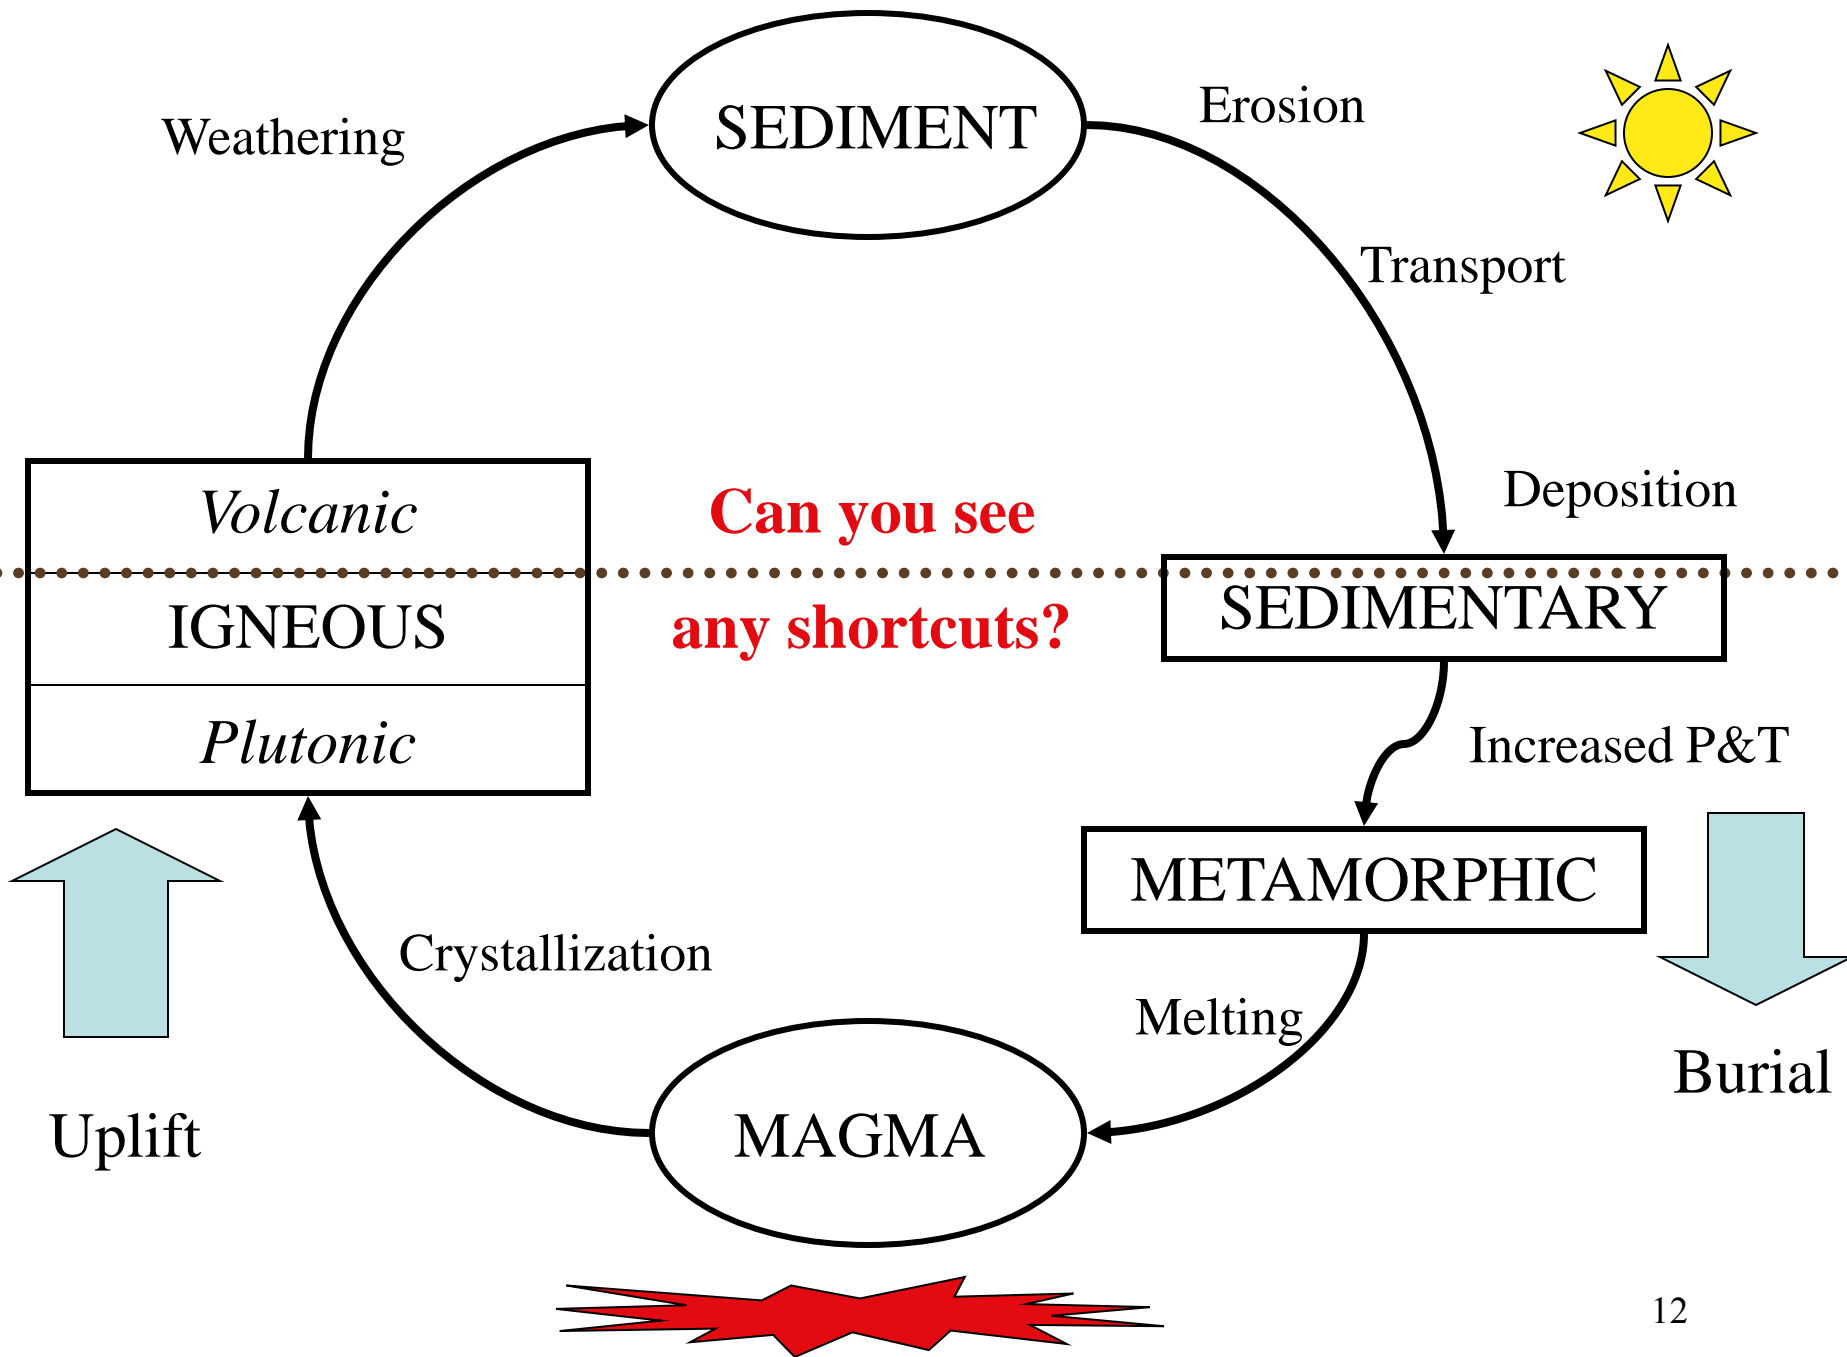 SEDIMENT
Erosion
Weathering
Transport
Deposition
Volcanic
Can you see
IGNEOUS
any shortcuts?
SEDIMENTARY
Plutonic
Increased P&T
METAMORPHIC
Crystallization
Melting
Burial
Uplift
MAGMA
12